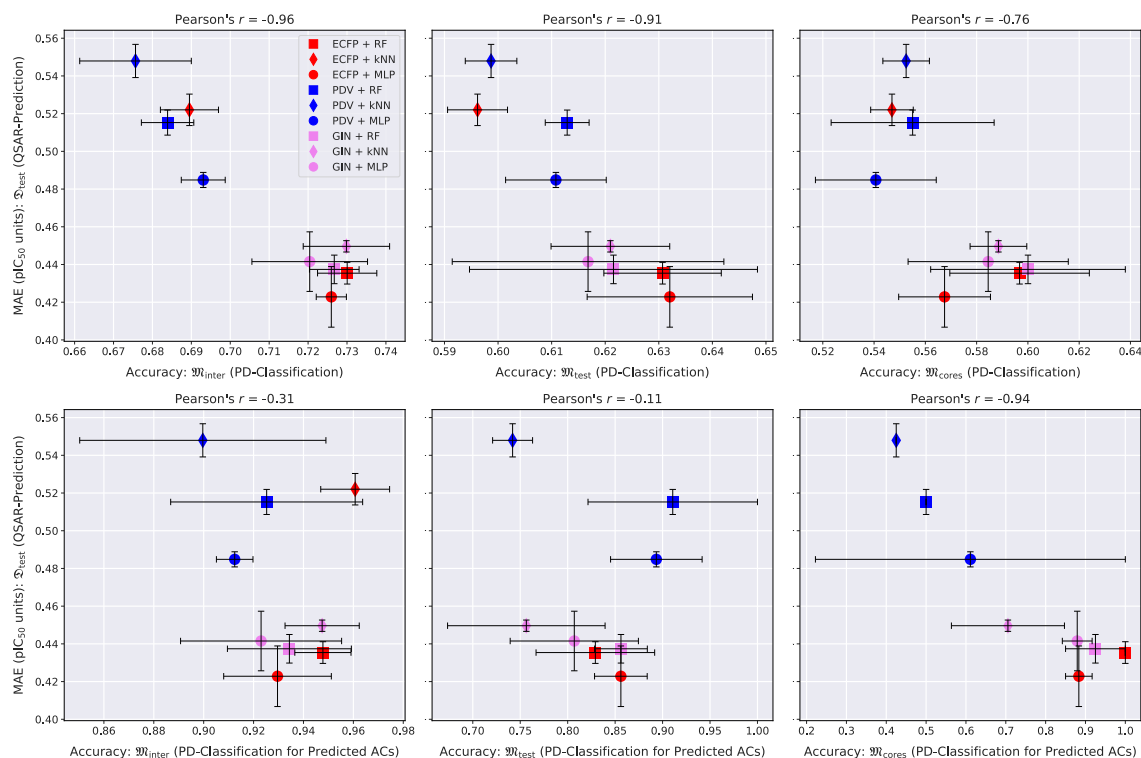 Pearson's r = -0.96
Pearson's r = -0.91
Pearson's r = -0.76
MAE (pIC₅₀ units): 𝔇test (QSAR-Prediction)
0.56
0.54
0.52
0.50
0.48
0.46
0.44
0.42
0.40
ECFP + RF
ECFP + kNN
ECFP + MLP
PDV + RF
PDV + kNN
PDV + MLP
GIN + RF
GIN + kNN
GIN + MLP
0.66 0.67 0.68 0.69 0.70 0.71 0.72 0.73 0.74
0.59 0.60 0.61 0.62 0.63 0.64 0.65
0.52 0.54 0.56 0.58 0.60 0.62 0.64
Accuracy: 𝔐inter (PD-Classification)
Accuracy: 𝔐test (PD-Classification)
Accuracy: 𝔐cores (PD-Classification)
Pearson's r = -0.31
Pearson's r = -0.11
Pearson's r = -0.94
MAE (pIC₅₀ units): 𝔇test (QSAR-Prediction)
0.56
0.54
0.52
0.50
0.48
0.46
0.44
0.42
0.40
0.86 0.88 0.90 0.92 0.94 0.96 0.98
0.70 0.75 0.80 0.85 0.90 0.95 1.00
0.2 0.3 0.4 0.5 0.6 0.7 0.8 0.9 1.0
Accuracy: 𝔐inter (PD-Classification for Predicted ACs)
Accuracy: 𝔐test (PD-Classification for Predicted ACs)
Accuracy: 𝔐cores (PD-Classification for Predicted ACs)